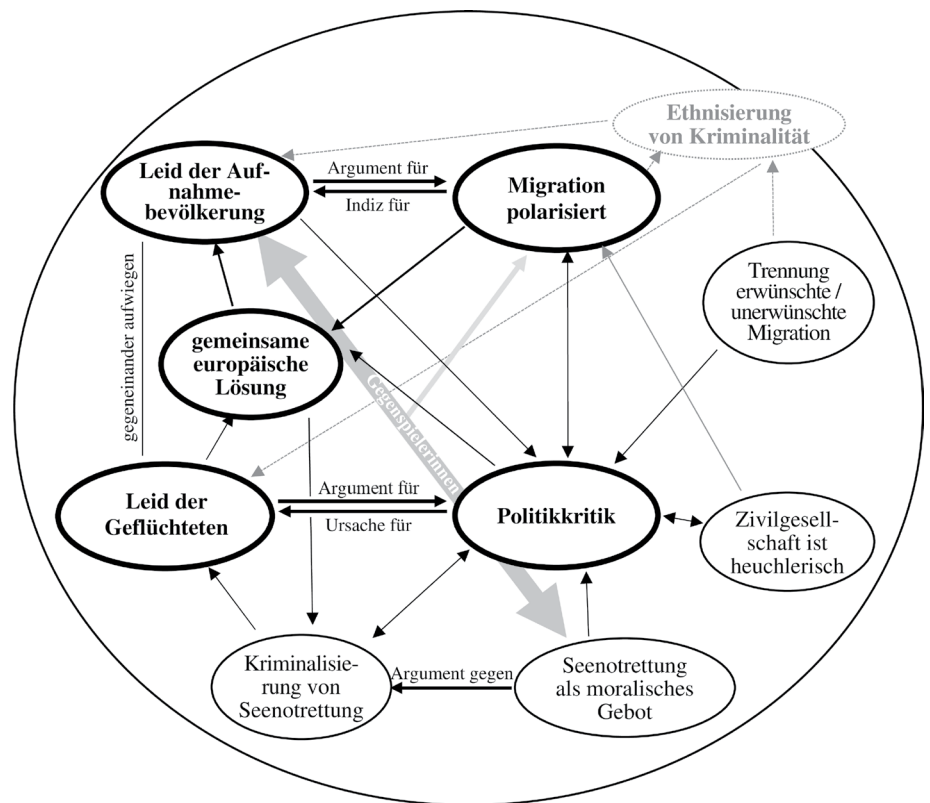 Ethnisierung
von Kriminalität
Leid der Auf-
nahme-
bevölkerung
Argument für
Indiz für
Migration
polarisiert
Trennung
erwünschte /
unerwünschte
Migration
gegeneinander aufwiegen
gemeinsame
europäische
Lösung
Gegenspielerinnen
Leid der
Geflüchteten
Argument für
Ursache für
Politikkritik
Zivilgesell-
schaft ist
heuchlerisch
Kriminalisie-
rung von
Seenotrettung
Argument gegen
Seenotrettung
als moralisches
Gebot